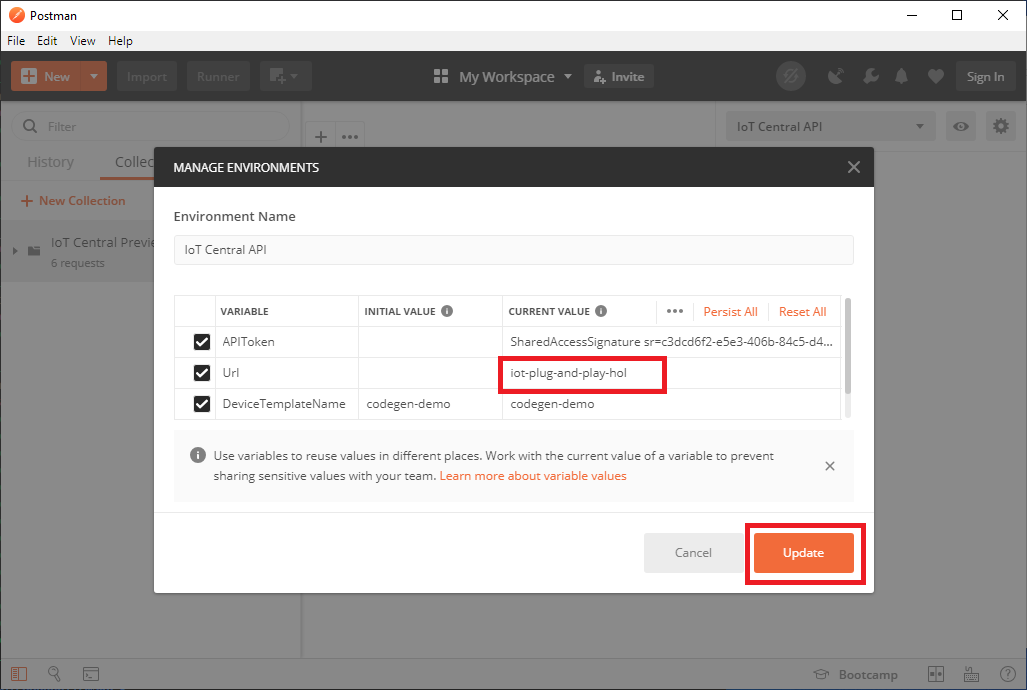 Postman
File Edit View Help
New Import Runner My Workspace Invite Sign In
Filter
IoT Central API
History Collec
New Collection
IoT Central Previe
6 requests
MANAGE ENVIRONMENTS
Environment Name
IoT Central API
VARIABLE INITIAL VALUE CURRENT VALUE Persist All Reset All
APIToken SharedAccessSignature sr=c3dcd6f2-e5e3-406b-84c5-d4...
Url iot-plug-and-play-hol
DeviceTemplateName codegen-demo codegen-demo
Use variables to reuse values in different places. Work with the current value of a variable to prevent
sharing sensitive values with your team. Learn more about variable values
Cancel Update
Bootcamp